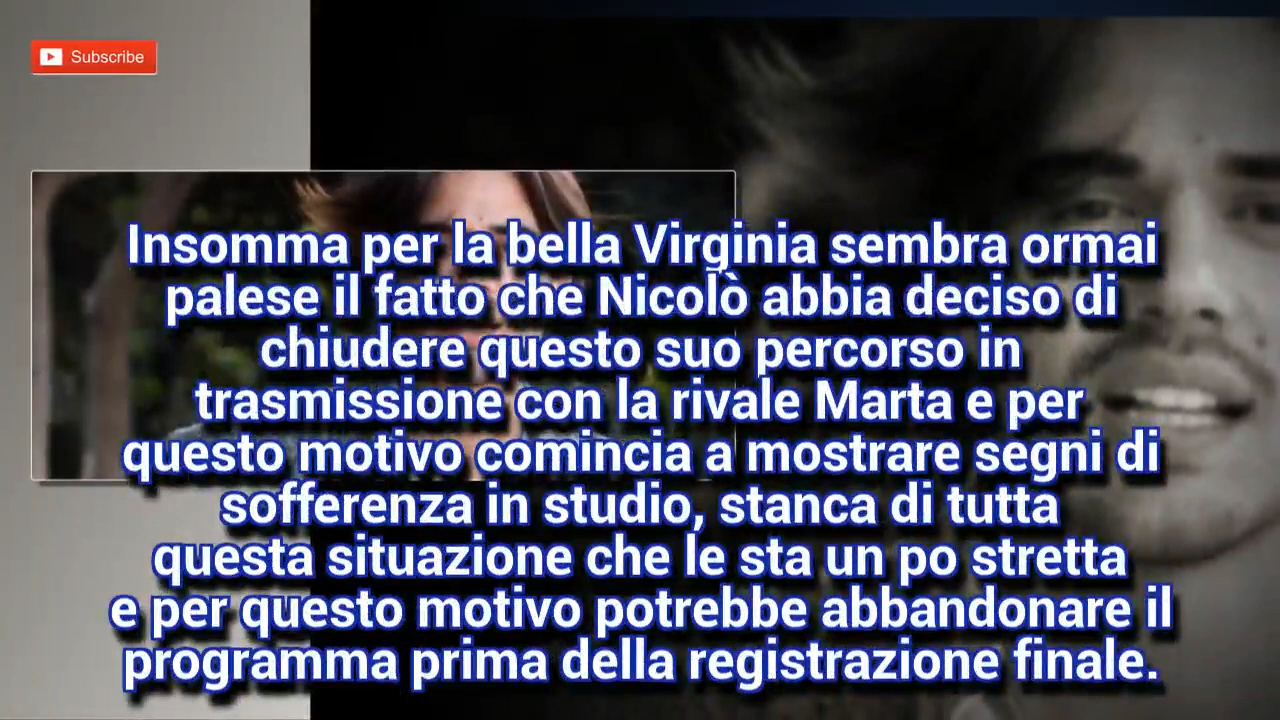 Subscribe
Insomma per la bella Virginia sembra ormai
palese il fatto che Nicolò abbia deciso di
chiudere questo suo percorso in
trasmissione con la rivale Marta e per
questo motivo comincia a mostrare segni di
sofferenza in studio, stanca di tutta
questa situazione che le sta un po stretta
e per questo motivo potrebbe abbandonare il
programma prima della registrazione finale.